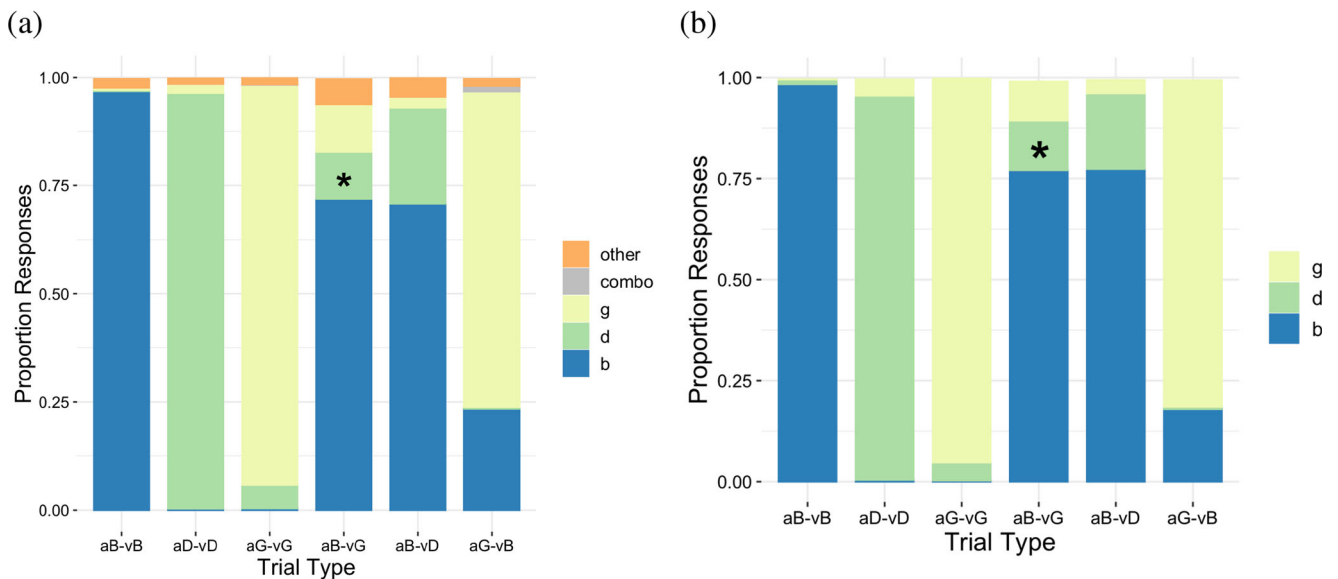 (a)
Proportion Responses
1.00
0.75
0.50
0.25
0.00
aB-vB aD-vD aG-vG aB-vG aB-vD aG-vB
Trial Type
*
other
combo
g
d
b
(b)
Proportion Responses
1.00
0.75
0.50
0.25
0.00
aB-vB aD-vD aG-vG aB-vG aB-vD aG-vB
Trial Type
*
g
d
b